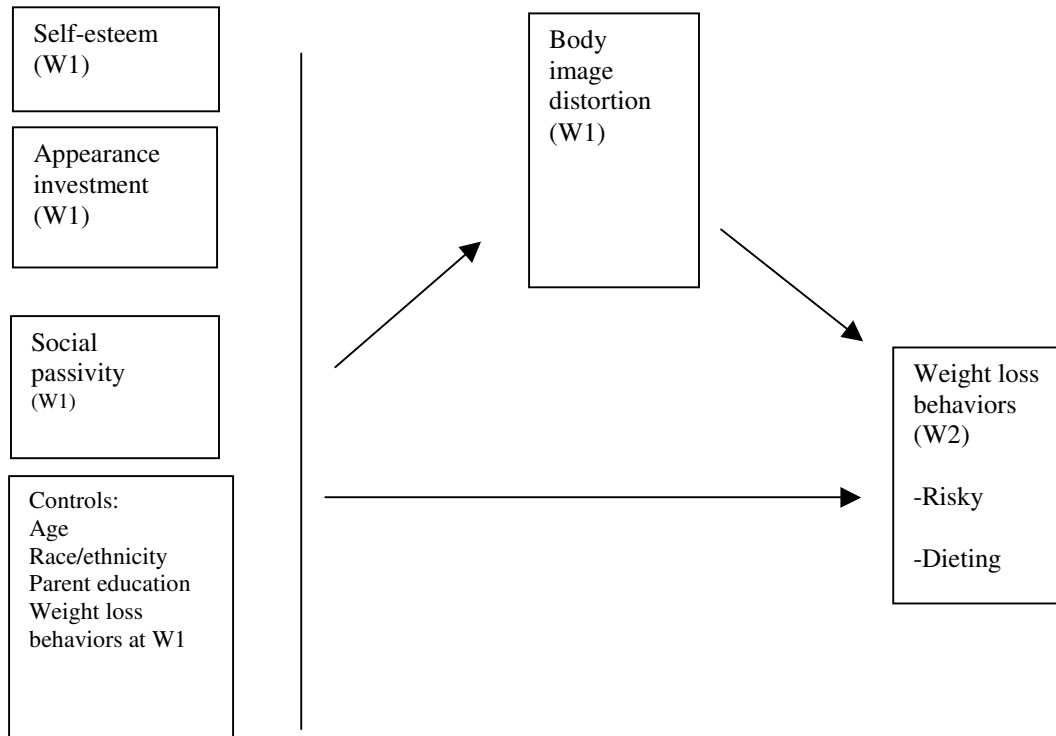 Self-esteem
(W1)
Appearance
investment
(W1)
Social
passivity
(W1)
Controls:
Age
Race/ethnicity
Parent education
Weight loss
behaviors at W1
Body
image
distortion
(W1)
Weight loss
behaviors
(W2)
-Risky
-Dieting